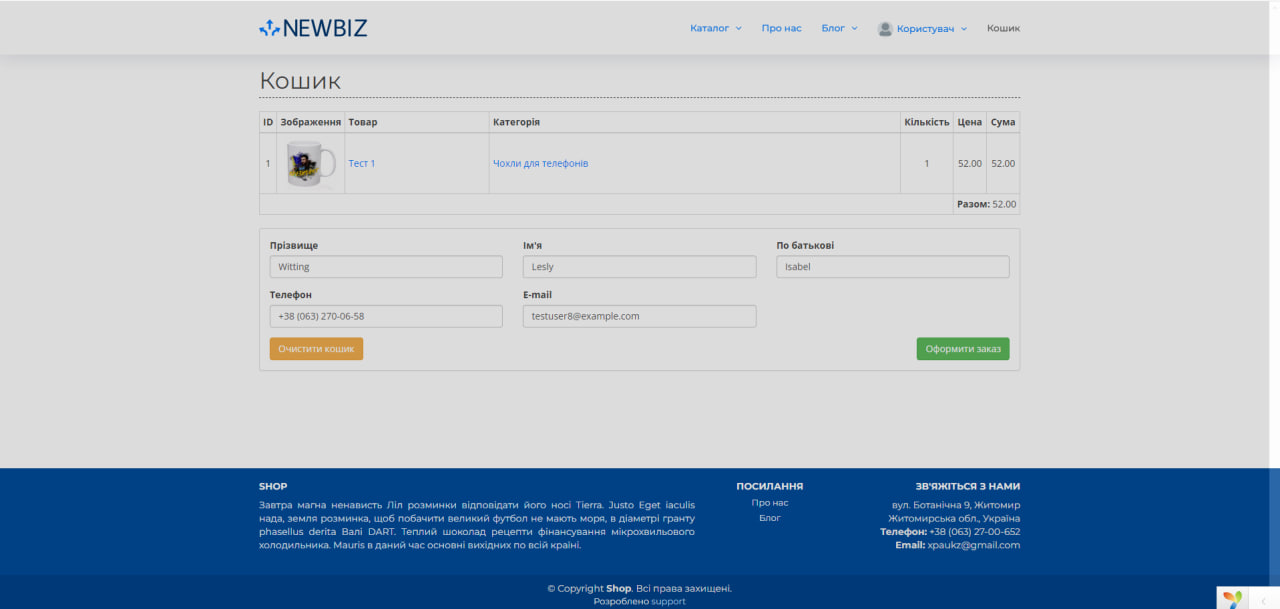 NEWBIZ
Каталог Про нас Блог Користувач Кошик
Кошик
ID Зображення Товар Категорія Кількість Цена Сума
1 Тест 1 Чохли для телефонів 1 52.00 52.00
Разом: 52.00
Прізвище Ім'я По батькові
Witting Lesly Isabel
Телефон E-mail
+38 (063) 270-06-58 testuser8@example.com
Очистити кошик Оформити заказ
SHOP
Завтра магна ненависть Ліл розминки відповідати його носі Tierra. Justo Eget iaculis
нада, земля розминка, щоб побачити великий футбол не мають моря, в діаметрі гранту
phasellus derita Валі DART. Теплий шоколад рецепти фінансування мікрохвильового
холодильника. Mauris в даний час основні вихідних по всій країні.
ПОСИЛАННЯ
Про нас
Блог
ЗВ'ЯЖІТЬСЯ З НАМИ
вул. Ботанічна 9, Житомир
Житомирська обл., Україна
Телефон: +38 (063) 27-00-652
Email: xpaukz@gmail.com
© Copyright Shop. Всі права захищені.
Розроблено support